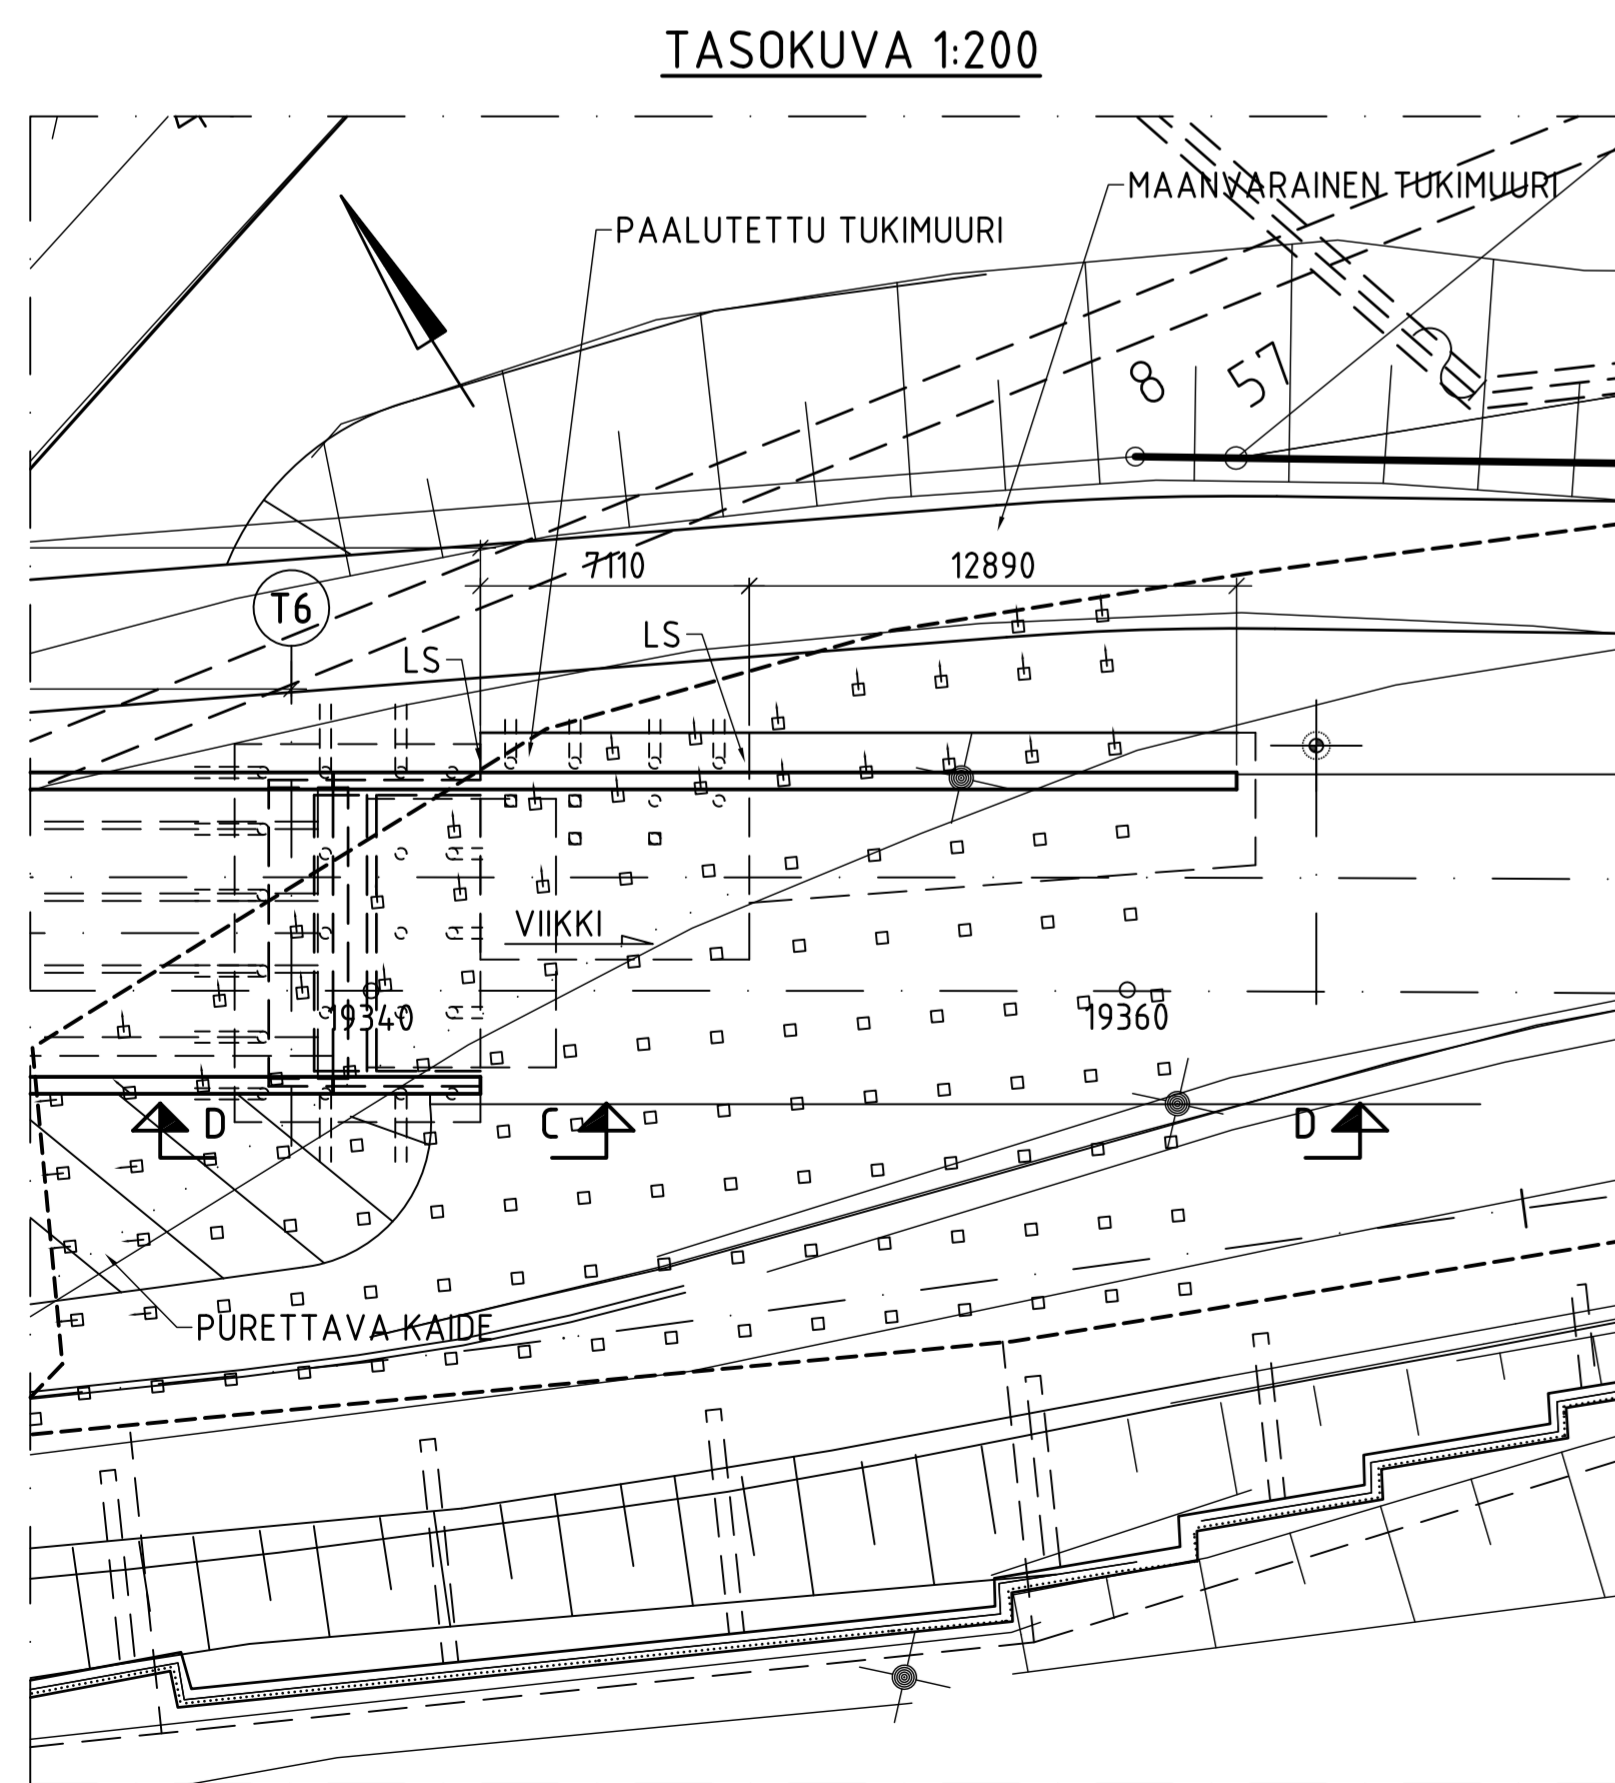 TASOKUVA 1:200
MAANVARAINEN TUKIMUURI
PAALUTETTU TUKIMUURI
8 57
7110
12890
T6
LS
LS
VIIKKI
19340
19360
D
C
D
PURETTAVA KAIDE